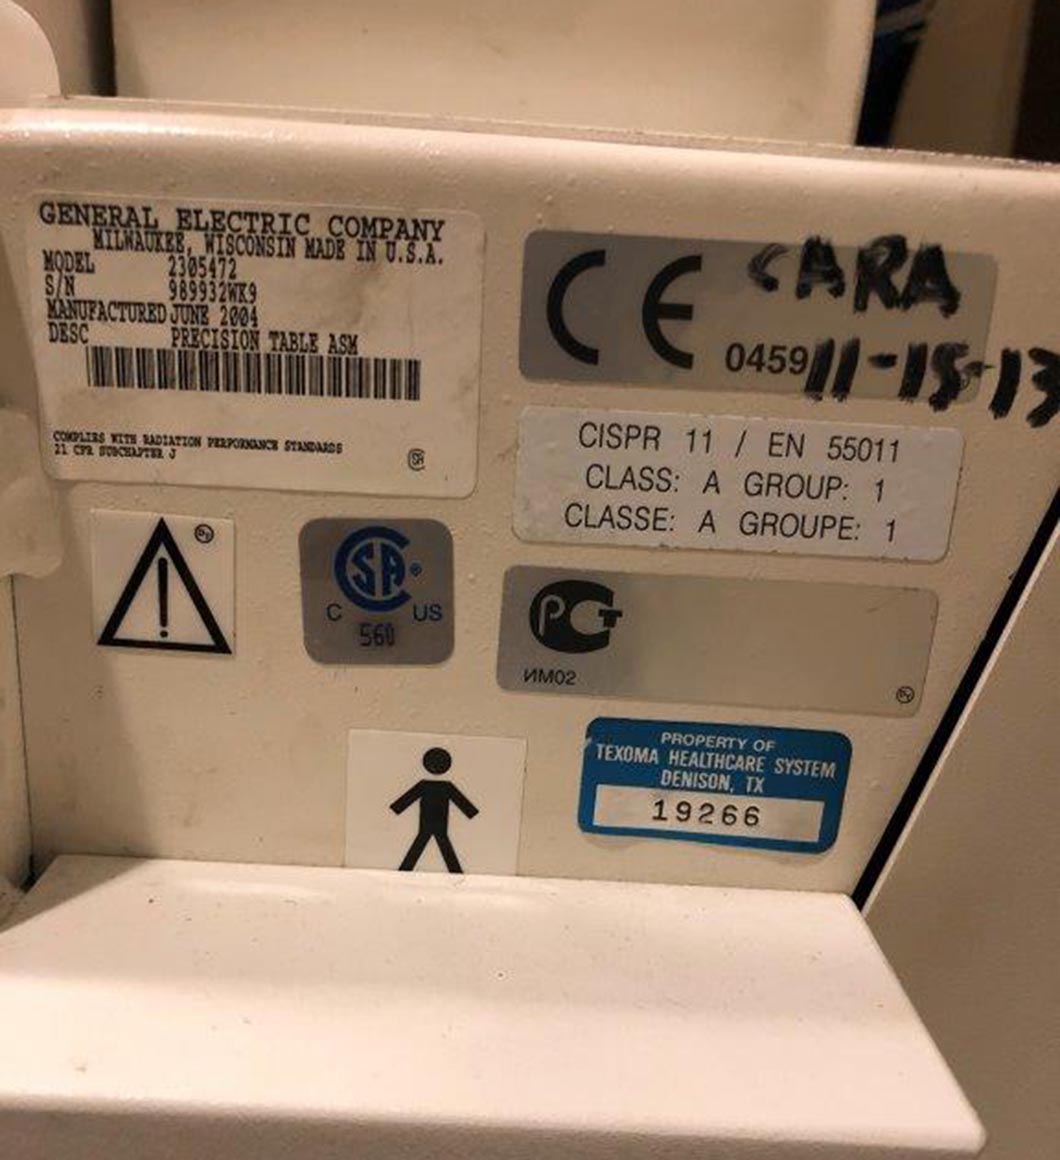 GENERAL ELECTRIC COMPANY
MILWAUKEE, WISCONSIN MADE IN U.S.A.
MODEL 2305472
S/N 989932WK9
MANUFACTURED JUNE 2004
DESC PRECISION TABLE ASM
COMPLIES WITH RADIATION PERFORMANCE STANDARDS
21 CFR SUBCHAPTER J
CE 0459
CARA
11-15-13
CISPR 11 / EN 55011
CLASS: A GROUP: 1
CLASSE: A GROUPE: 1
CSA®
C US
560
РСТ
ИМ02
PROPERTY OF
TEXOMA HEALTHCARE SYSTEM
DENISON, TX
19266